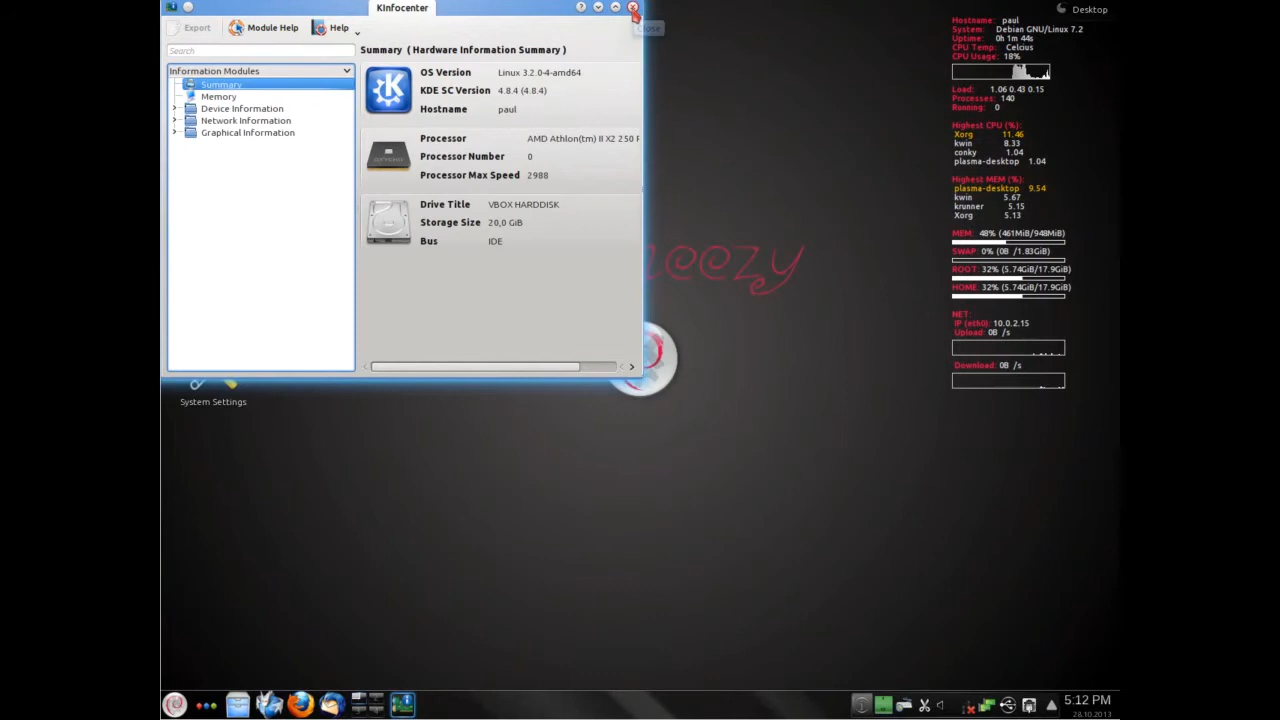 KInfocenter
Export
Module Help
Help
Close
Search
Information Modules
Summary
Memory
Device Information
Network Information
Graphical Information
Summary ( Hardware Information Summary )
OS Version Linux 3.2.0-4-amd64
KDE SC Version 4.8.4 (4.8.4)
Hostname paul
Processor AMD Athlon(tm) II X2 250
Processor Number 0
Processor Max Speed 2988
Drive Title VBOX HARDDISK
Storage Size 20,0 GiB
Bus IDE
eezy
System Settings
Desktop
Hostname: paul
System: Debian GNU/Linux 7.2
Uptime: 0h 1m 44s
CPU Temp: Celcius
CPU Usage: 18%
Load: 1.06 0.43 0.15
Processes: 140
Running: 0
Highest CPU (%):
Xorg 11.46
kwin 8.33
conky 1.04
plasma-desktop 1.04
Highest MEM (%):
plasma-desktop 9.54
kwin 5.67
krunner 5.15
Xorg 5.13
MEM: 48% (461MiB/948MiB)
SWAP: 0% (0B /1.83GiB)
ROOT: 32% (5.74GiB/17.9GiB)
HOME: 32% (5.74GiB/17.9GiB)
NET:
IP (eth0): 10.0.2.15
Upload: 0B /s
Download: 0B /s
5:12 PM
28.10.2013